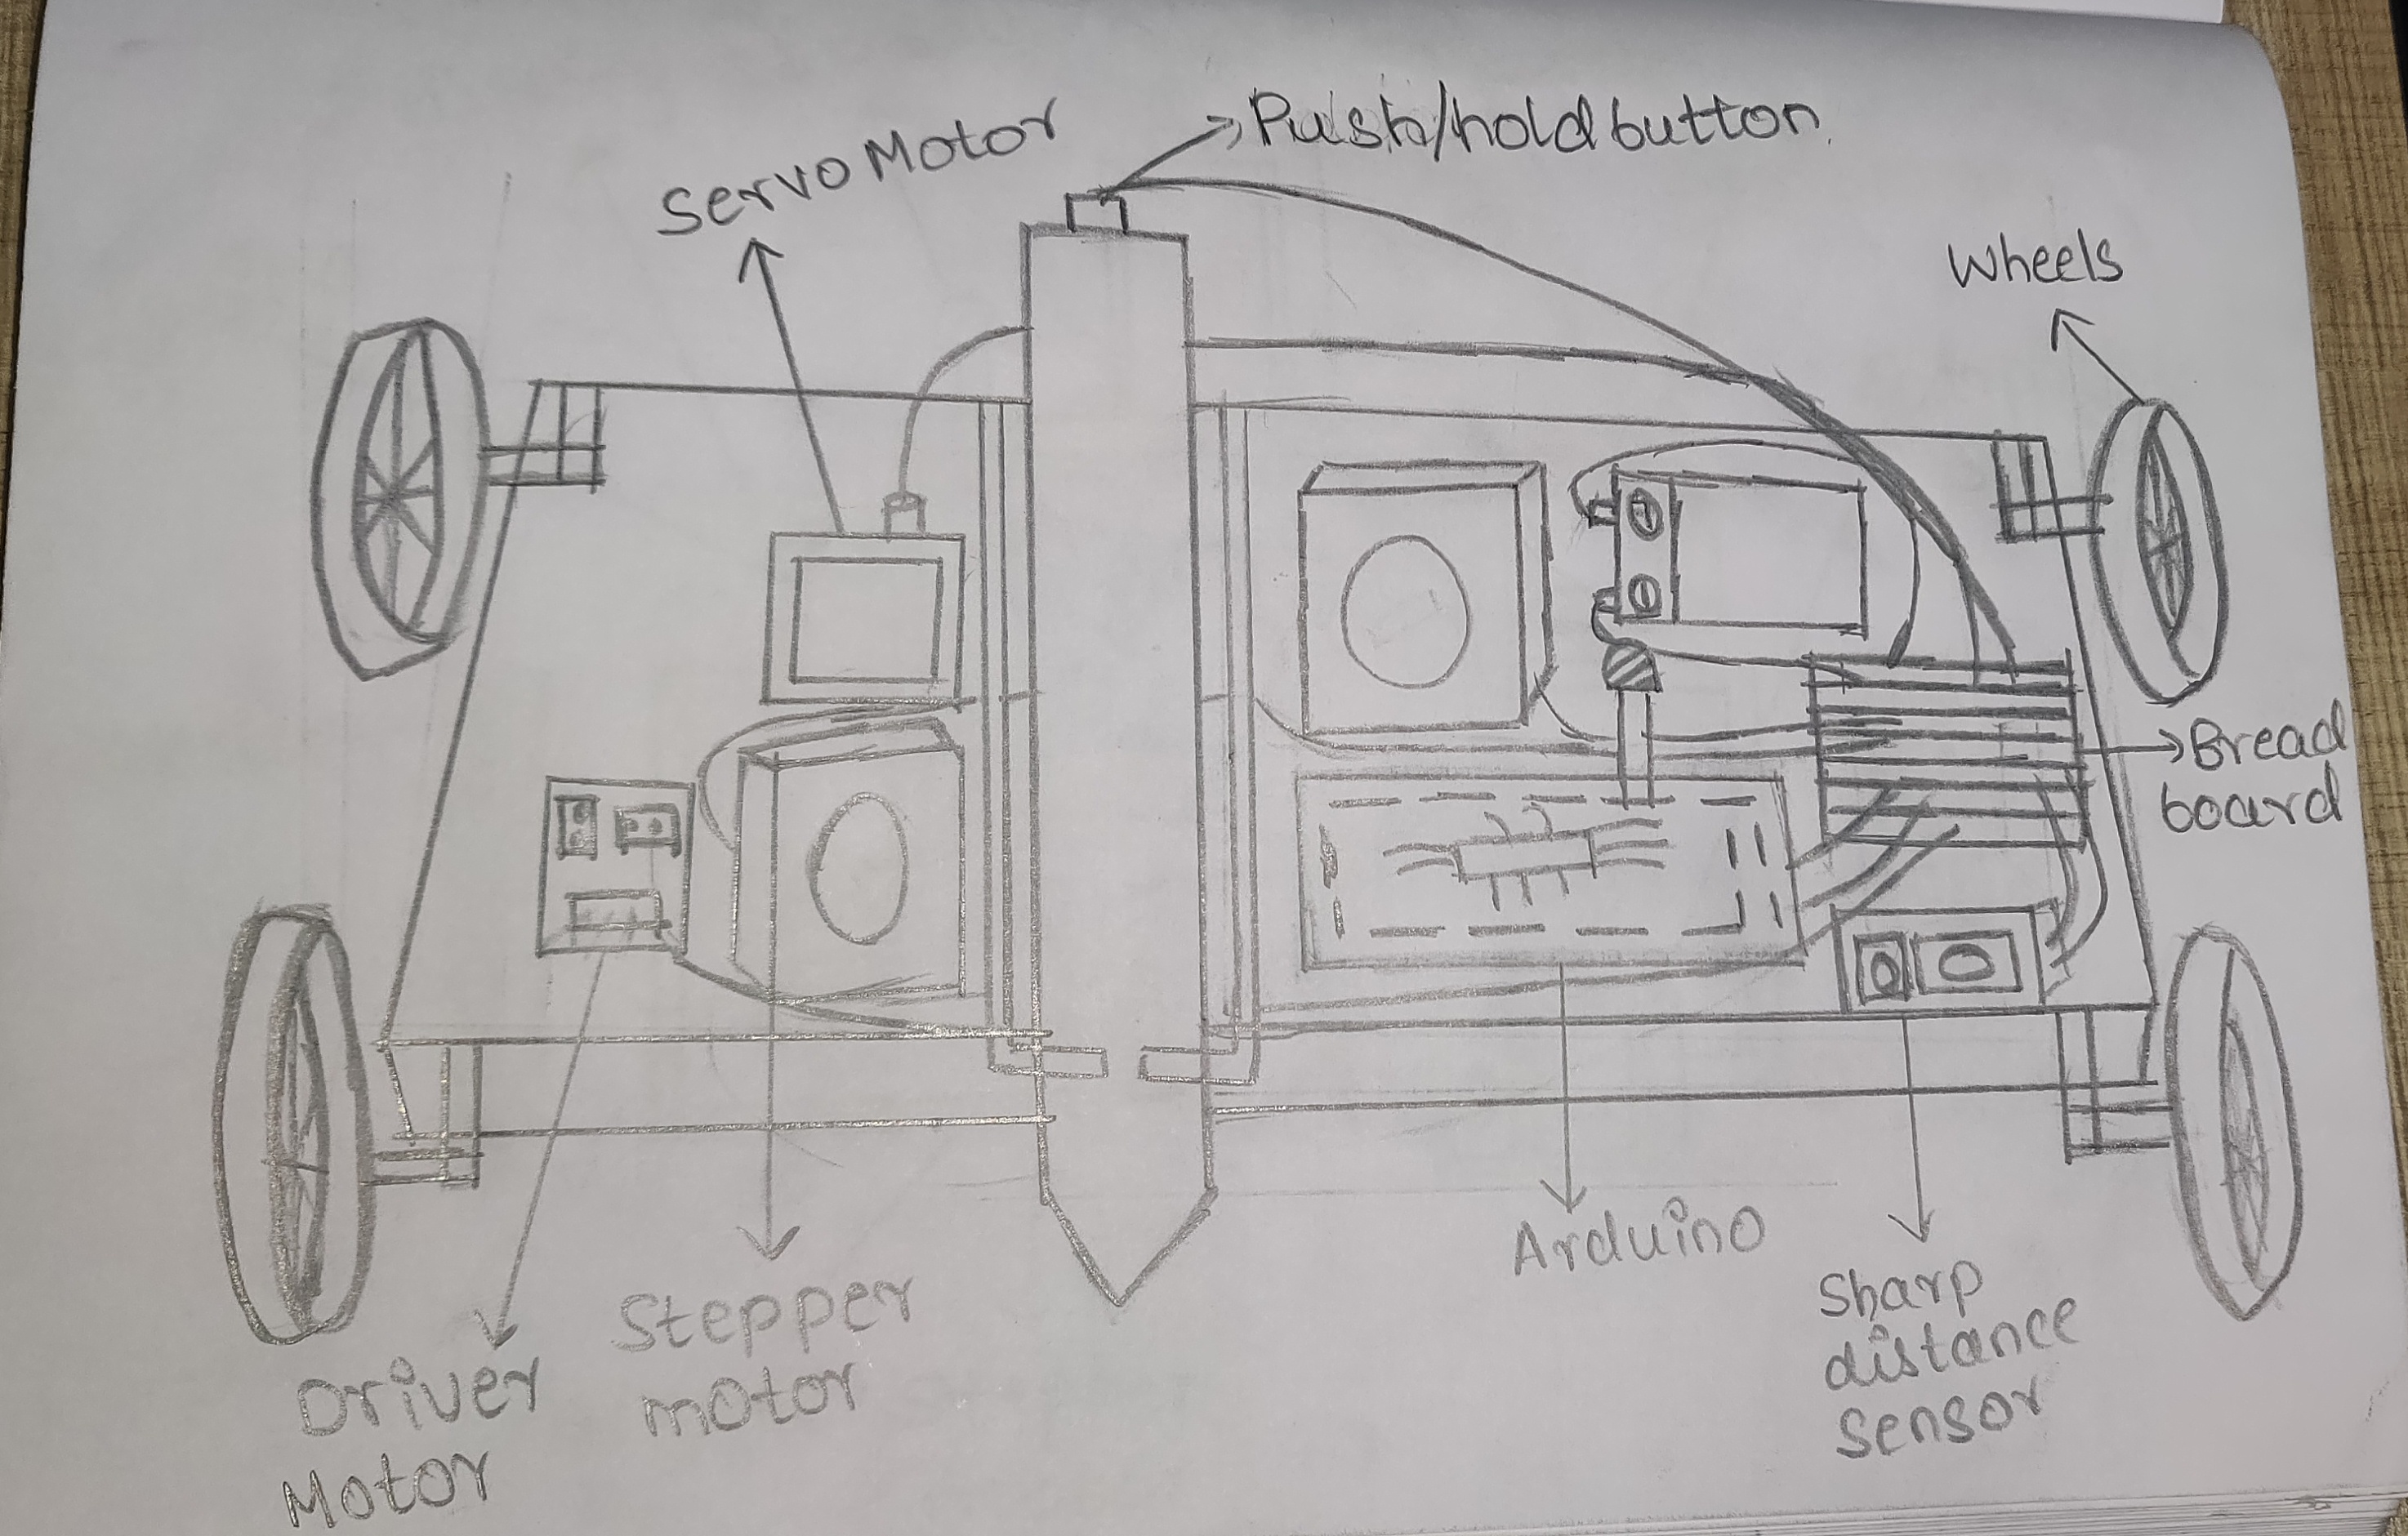 Push/hold button.
Servo Motor
Wheels
Bread
board
Arduino
Sharp
distance
sensor
Stepper
motor
Driver
Motor